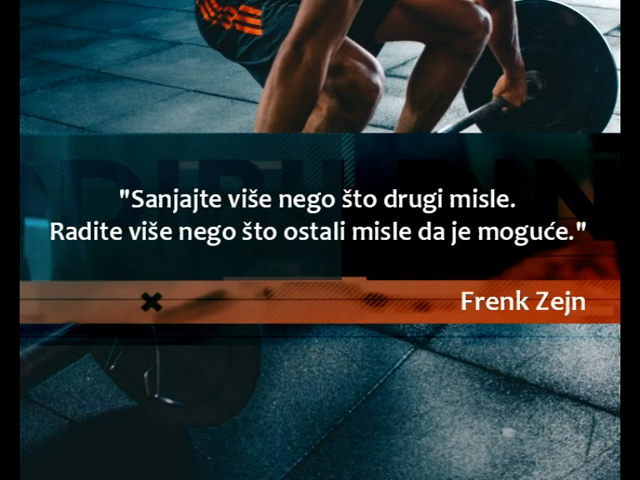 "Sanjajte više nego što drugi misle.
Radite više nego što ostali misle da je moguće."
Frenk Zejn